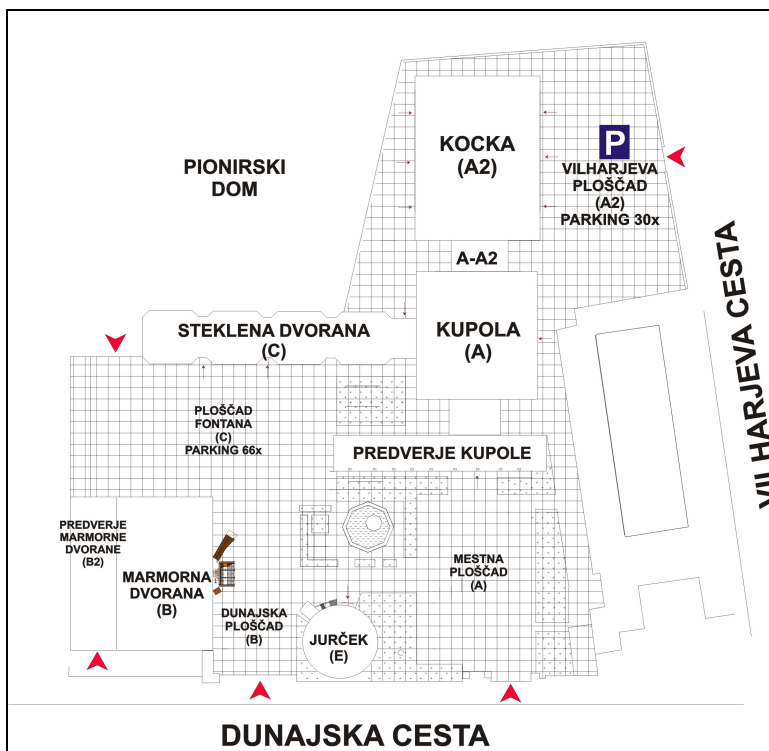 KOCKA
(A2)
P
VILHARJEVA
PLOŠČAD
(A2)
PARKING 30x
PIONIRSKI
DOM
A-A2
VILHARJEVA CESTA
STEKLENA DVORANA
(C)
KUPOLA
(A)
PLOŠČAD
FONTANA
(C)
PARKING 66x
PREDVERJE KUPOLE
PREDVERJE
MARMORNE
DVORANE
(B2)
MARMORNA
DVORANA
(B)
DUNAJSKA
PLOŠČAD
(B)
JURČEK
(E)
MESTNA
PLOŠČAD
(A)
DUNAJSKA CESTA